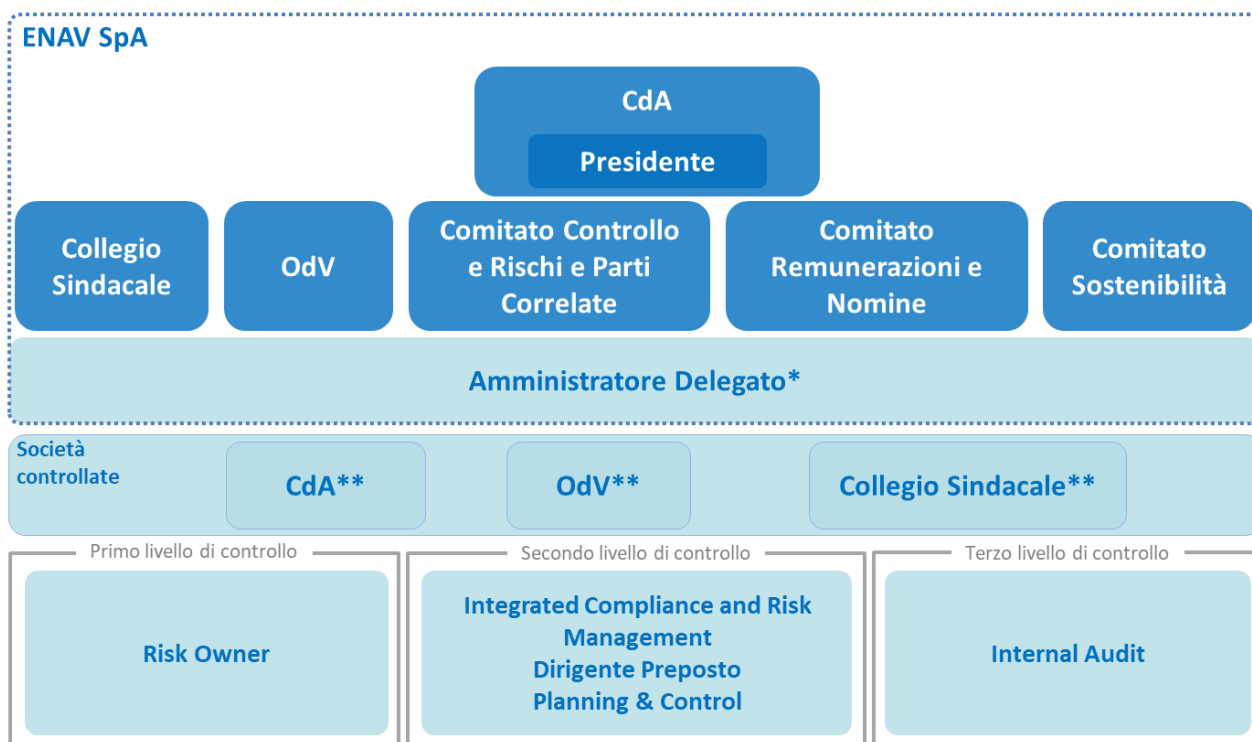 ENAV SpA
CdA
Presidente
Collegio
Sindacale
OdV
Comitato Controllo
e Rischi e Parti
Correlate
Comitato
Remunerazioni e
Nomine
Comitato
Sostenibilità
Amministratore Delegato*
Società
controllate
CdA**
OdV**
Collegio Sindacale**
Primo livello di controllo
Secondo livello di controllo
Terzo livello di controllo
Risk Owner
Integrated Compliance and Risk
Management
Dirigente Preposto
Planning & Control
Internal Audit